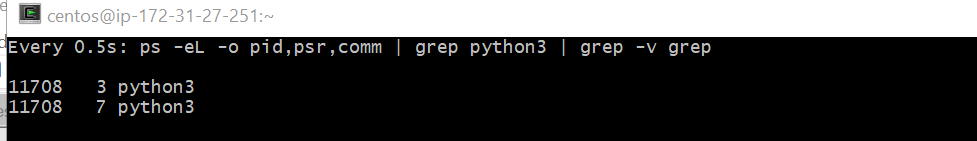 centos@ip-172-31-27-251:~
Every 0.5s: ps -eL -o pid,psr,comm | grep python3 | grep -v grep
11708   3 python3
11708   7 python3